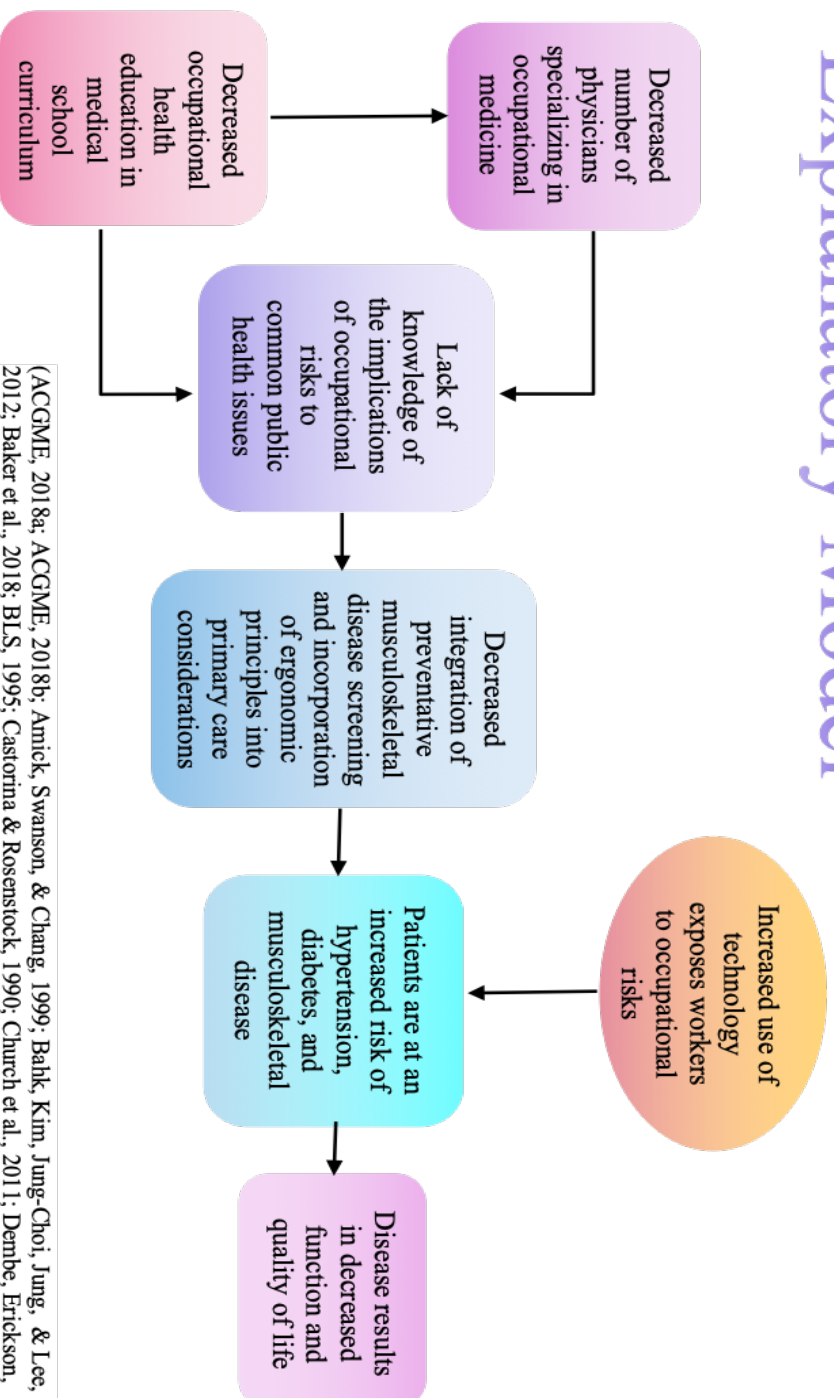 Explanatory Model
Decreased
number of
physicians
specializing in
occupational
medicine
Decreased
occupational
health
education in
medical
school
curriculum
Lack of
knowledge of
the implications
of occupational
risks to
common public
health issues
Decreased
integration of
preventative
musculoskeletal
disease screening
and incorporation
of ergonomic
principles into
primary care
considerations
Increased use of
technology
exposes workers
to occupational
risks
Patients are at an
increased risk of
hypertension,
diabetes, and
musculoskeletal
disease
Disease results
in decreased
function and
quality of life
(ACGME, 2018a; ACGME, 2018b; Amick, Swanson, & Chang, 1999; Bahk, Kim, Jung-Choi, Jung, & Lee,
2012; Baker et al., 2018; BLS, 1995; Castorina & Rosenstock, 1990; Church et al., 2011; Dembe, Erickson,